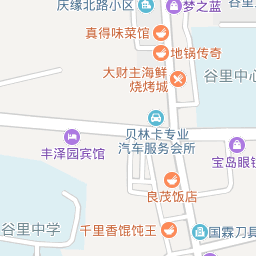 庆缘北路小区
梦之蓝
真得味菜馆
地锅传奇
大财主海鲜
烧烤城
谷里中心
贝林卡专业
汽车服务会所
丰泽园宾馆
宝岛眼镜
良茂饭店
谷里中学
千里香馄饨王
国霖刀具